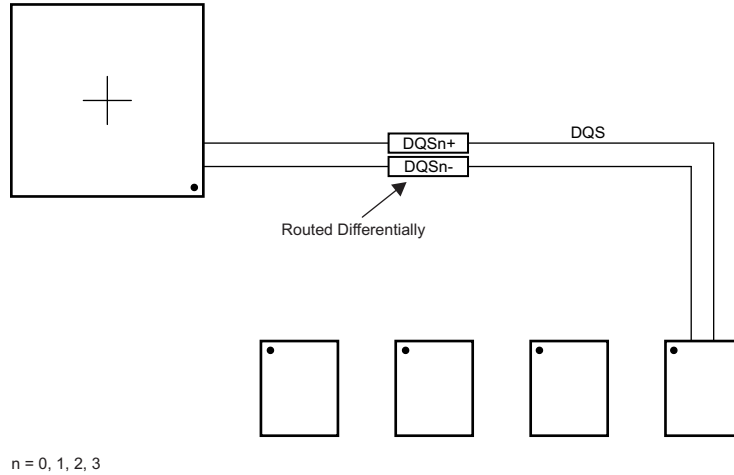 DQS
DQSn+
DQSn-
Routed Differentially
n = 0, 1, 2, 3